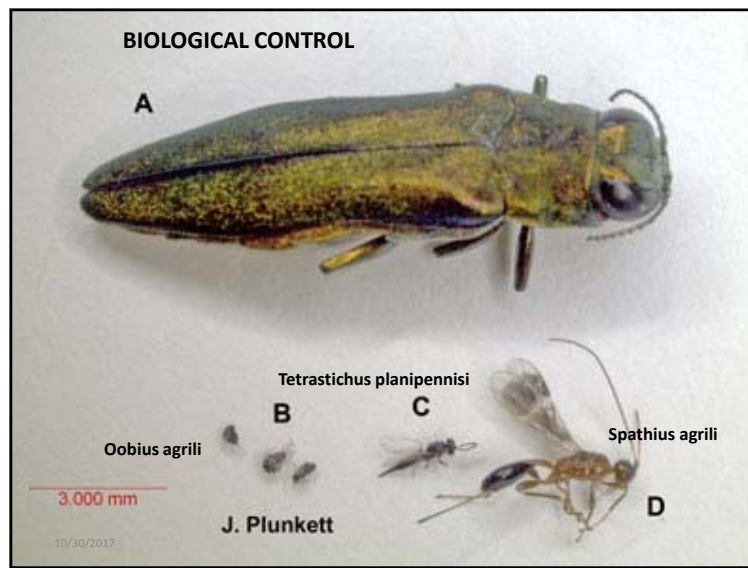 BIOLOGICAL CONTROL
A
Tetrastichus planipennisi
B
C
Oobius agrili
Spathius agrili
3.000 mm
D
J. Plunkett
10/30/2017